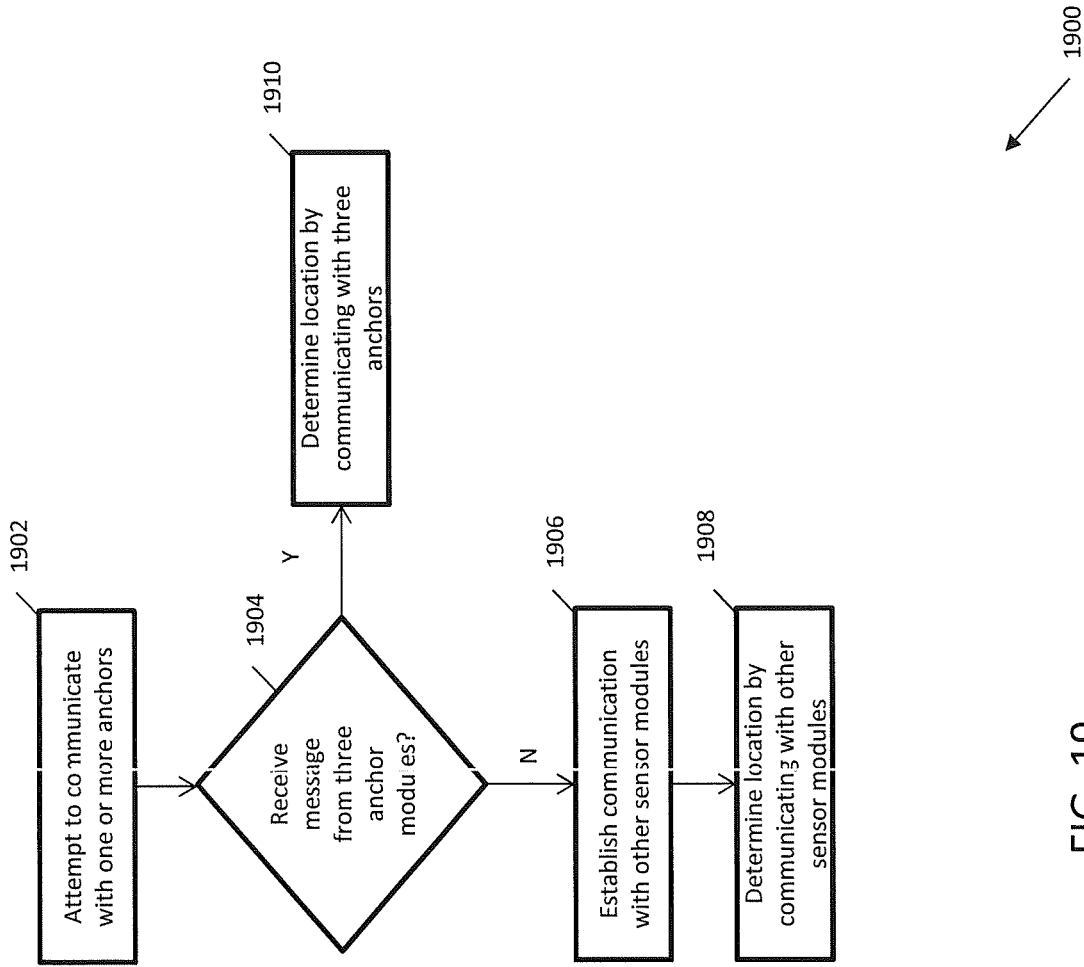 1902
Attempt to communicate
with one or more anchors
1904
Receive
message
from three
anchor
modules?
Y
1910
Determine location by
communicating with three
anchors
N
1906
Establish communication
with other sensor modules
1908
Determine location by
communicating with other
sensor modules
1900
FIG. 19